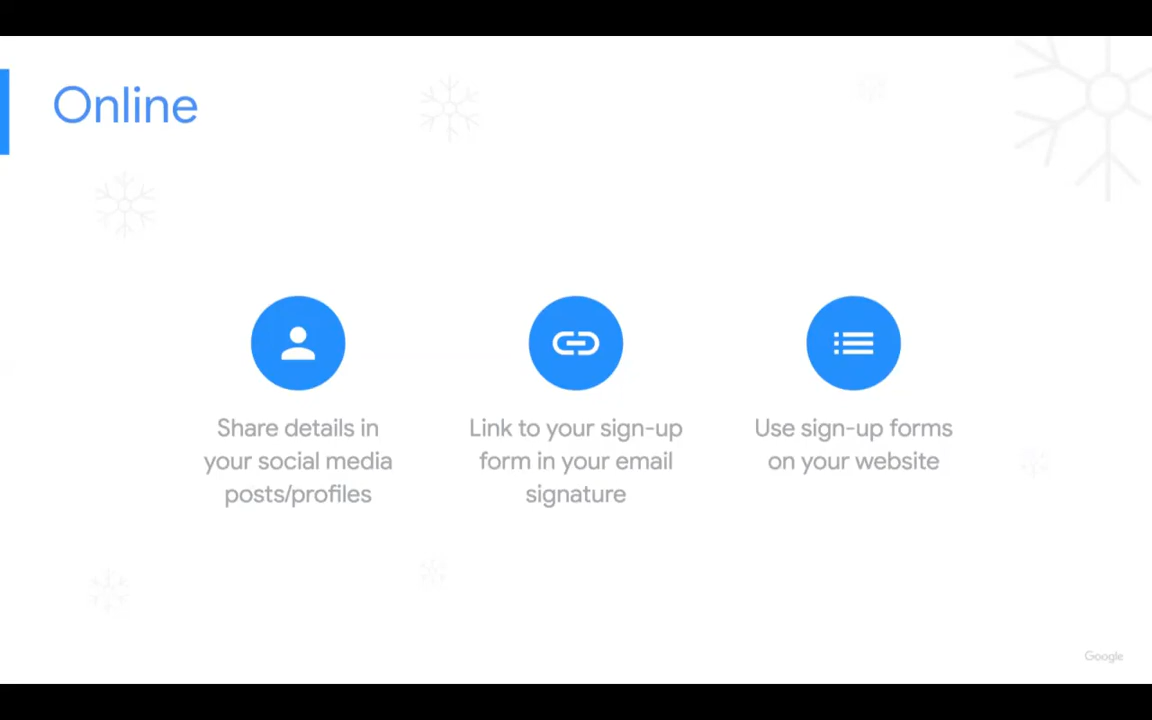 Online
Share details in
your social media
posts/profiles
Link to your sign-up
form in your email
signature
Use sign-up forms
on your website
Google